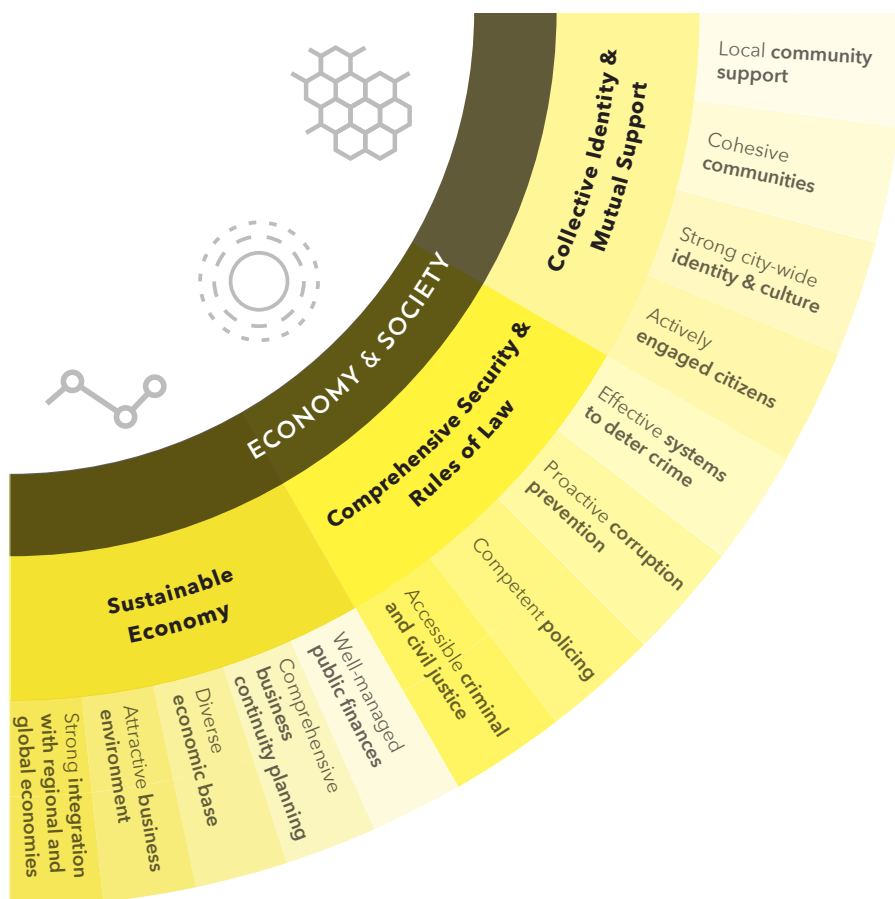 ECONOMY & SOCIETY
Collective Identity &
Mutual Support
Local community
support
Cohesive
communities
Strong city-wide
identity & culture
Actively
engaged citizens
Comprehensive Security &
Rules of Law
Effective systems
to deter crime
Proactive corruption
prevention
Competent policing
Accessible criminal
and civil justice
Sustainable
Economy
Well-managed
public finances
Comprehensive
business
continuity planning
Diverse
economic base
Attractive business
environment
Strong integration
with regional and
global economies